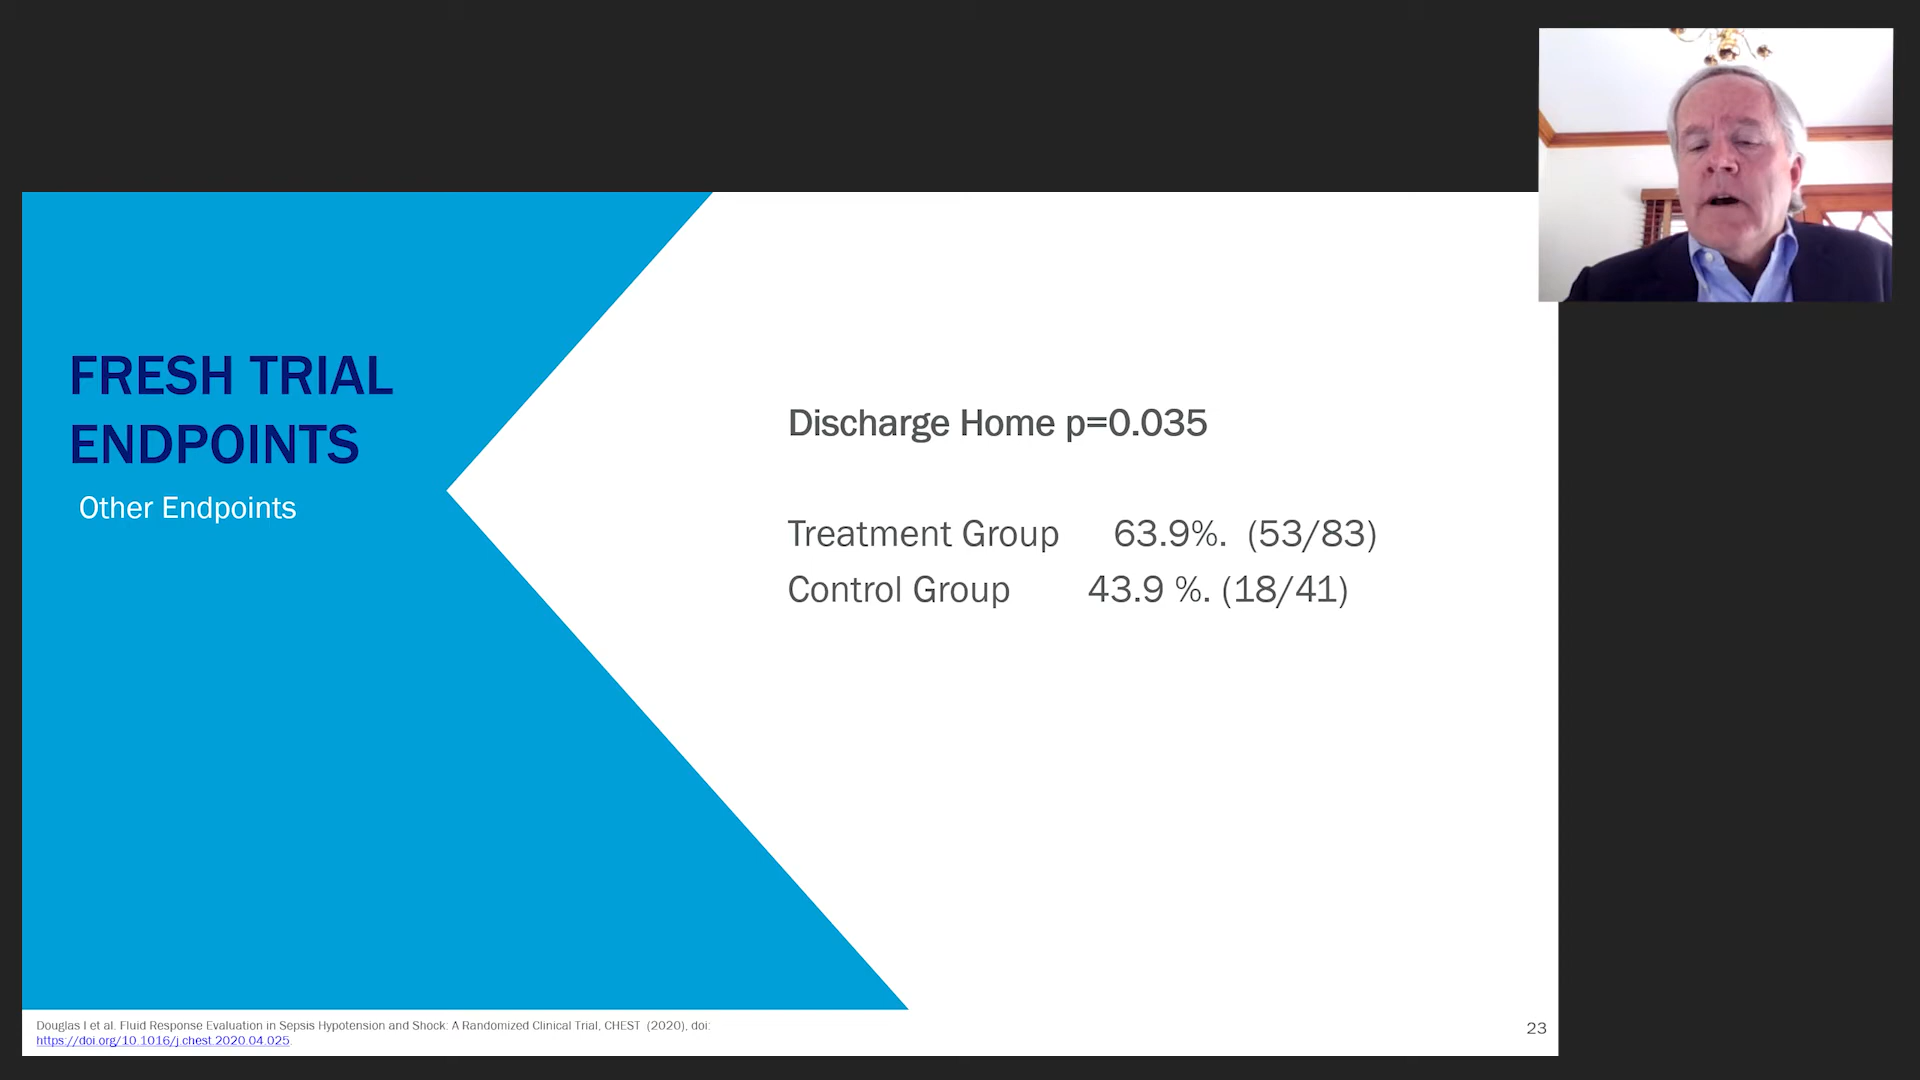 FRESH TRIAL
ENDPOINTS
Other Endpoints
Discharge Home p=0.035
Treatment Group 63.9%. (53/83)
Control Group 43.9 %. (18/41)
Douglas I et al. Fluid Response Evaluation in Sepsis Hypotension and Shock: A Randomized Clinical Trial, CHEST (2020), doi:
https://doi.org/10.1016/j.chest.2020.04.025.
23